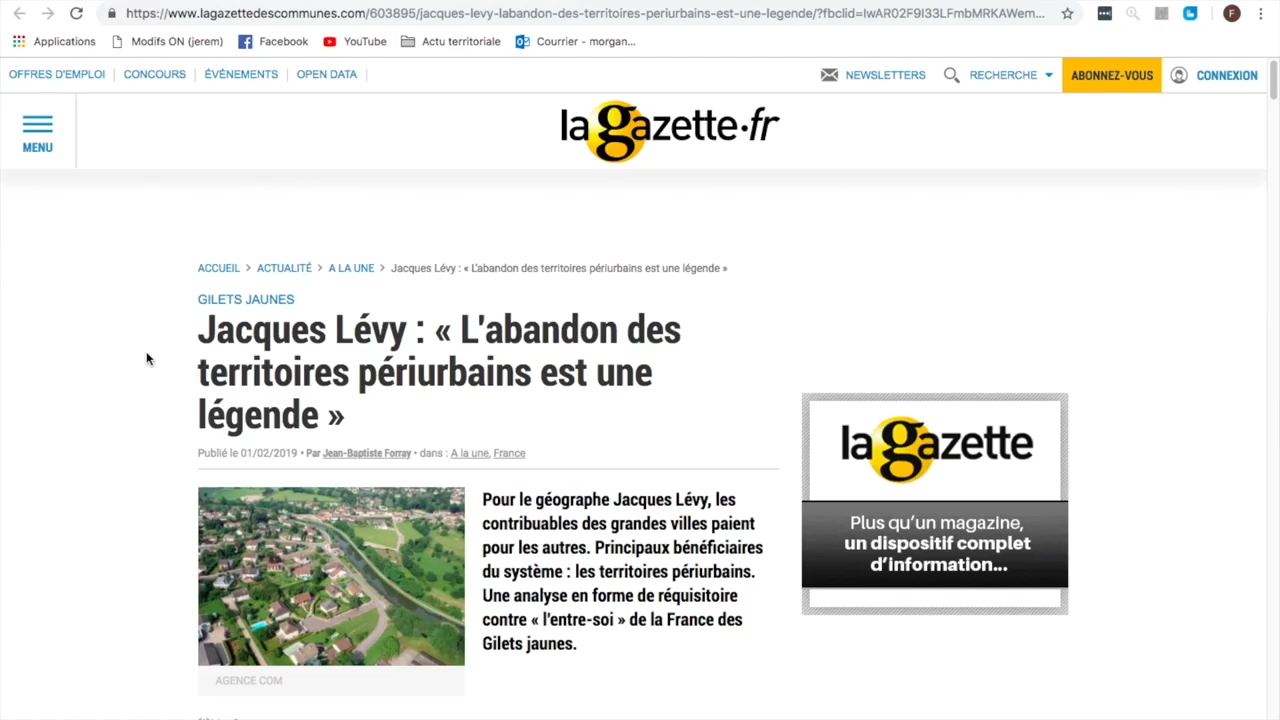 https://www.lagazettedescommunes.com/603895/jacques-levy-labandon-des-territoires-periurbains-est-une-legende/?fbclid=IwAR02F9I33LFmbMRKAWem...
F
Applications
Modifs ON (jerem)
Facebook
YouTube
Actu territoriale
Courrier - morgan...
OFFRES D'EMPLOI
CONCOURS
ÉVÉNEMENTS
OPEN DATA
NEWSLETTERS
RECHERCHE
ABONNEZ-VOUS
CONNEXION
MENU
la gazette·fr
ACCUEIL > ACTUALITÉ > A LA UNE > Jacques Lévy : « L'abandon des territoires périurbains est une légende »
GILETS JAUNES
Jacques Lévy : « L'abandon des
territoires périurbains est une
légende »
Publié le 01/02/2019 • Par Jean-Baptiste Forray • dans : A la une, France
Pour le géographe Jacques Lévy, les
contribuables des grandes villes paient
pour les autres. Principaux bénéficiaires
du système : les territoires périurbains.
Une analyse en forme de réquisitoire
contre « l'entre-soi » de la France des
Gilets jaunes.
AGENCE COM
la gazette
Plus qu'un magazine,
un dispositif complet
d'information...